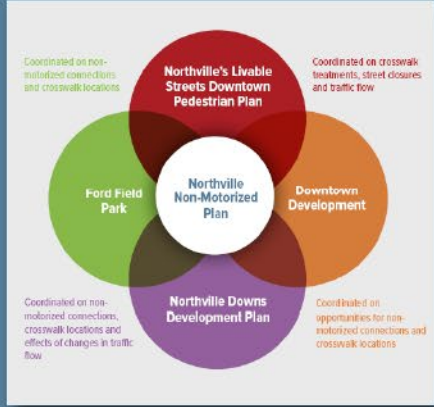 Coordinated on non-
motorized connections
and crosswalk locations
Northville's Livable
Streets Downtown
Pedestrian Plan
Coordinated on crosswalk
treatments, street closures
and traffic flow
Ford Field
Park
Northville
Non-Motorized
Plan
Downtown
Development
Coordinated on non-
motorized connections,
crosswalk locations and
effects of changes in traffic
flow
Northville Downs
Development Plan
Coordinated on
opportunities for non-
motorized connections and
crosswalk locations